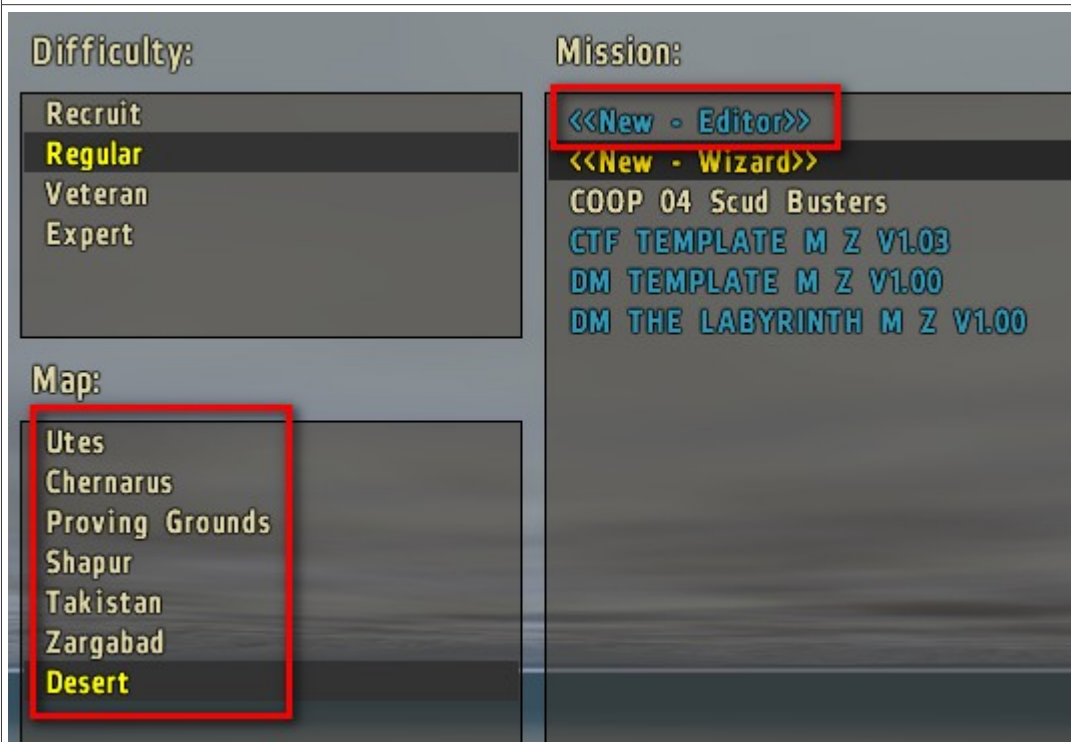 Difficulty:
Recruit
Regular
Veteran
Expert
Map:
Utes
Chernarus
Proving Grounds
Shapur
Takistan
Zargabad
Desert
Mission:
<<New - Editor>>
<<New - Wizard>>
COOP 04 Scud Busters
CTF TEMPLATE M Z V1.03
DM TEMPLATE M Z V1.00
DM THE LABYRINTH M Z V1.00